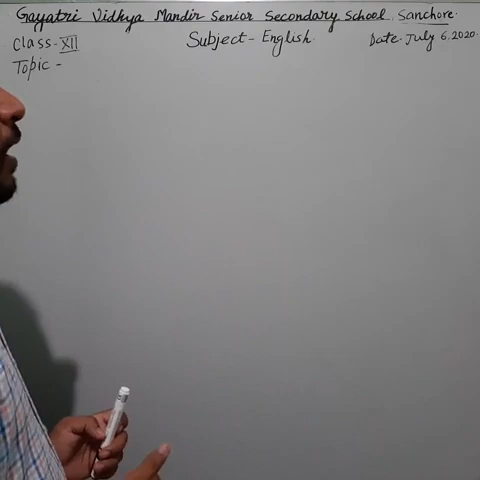 Gayatri Vidhya Mandir Senior Secondary School, Sanchore.
Class - XII Subject - English. Date. July 6, 2020.
Topic -